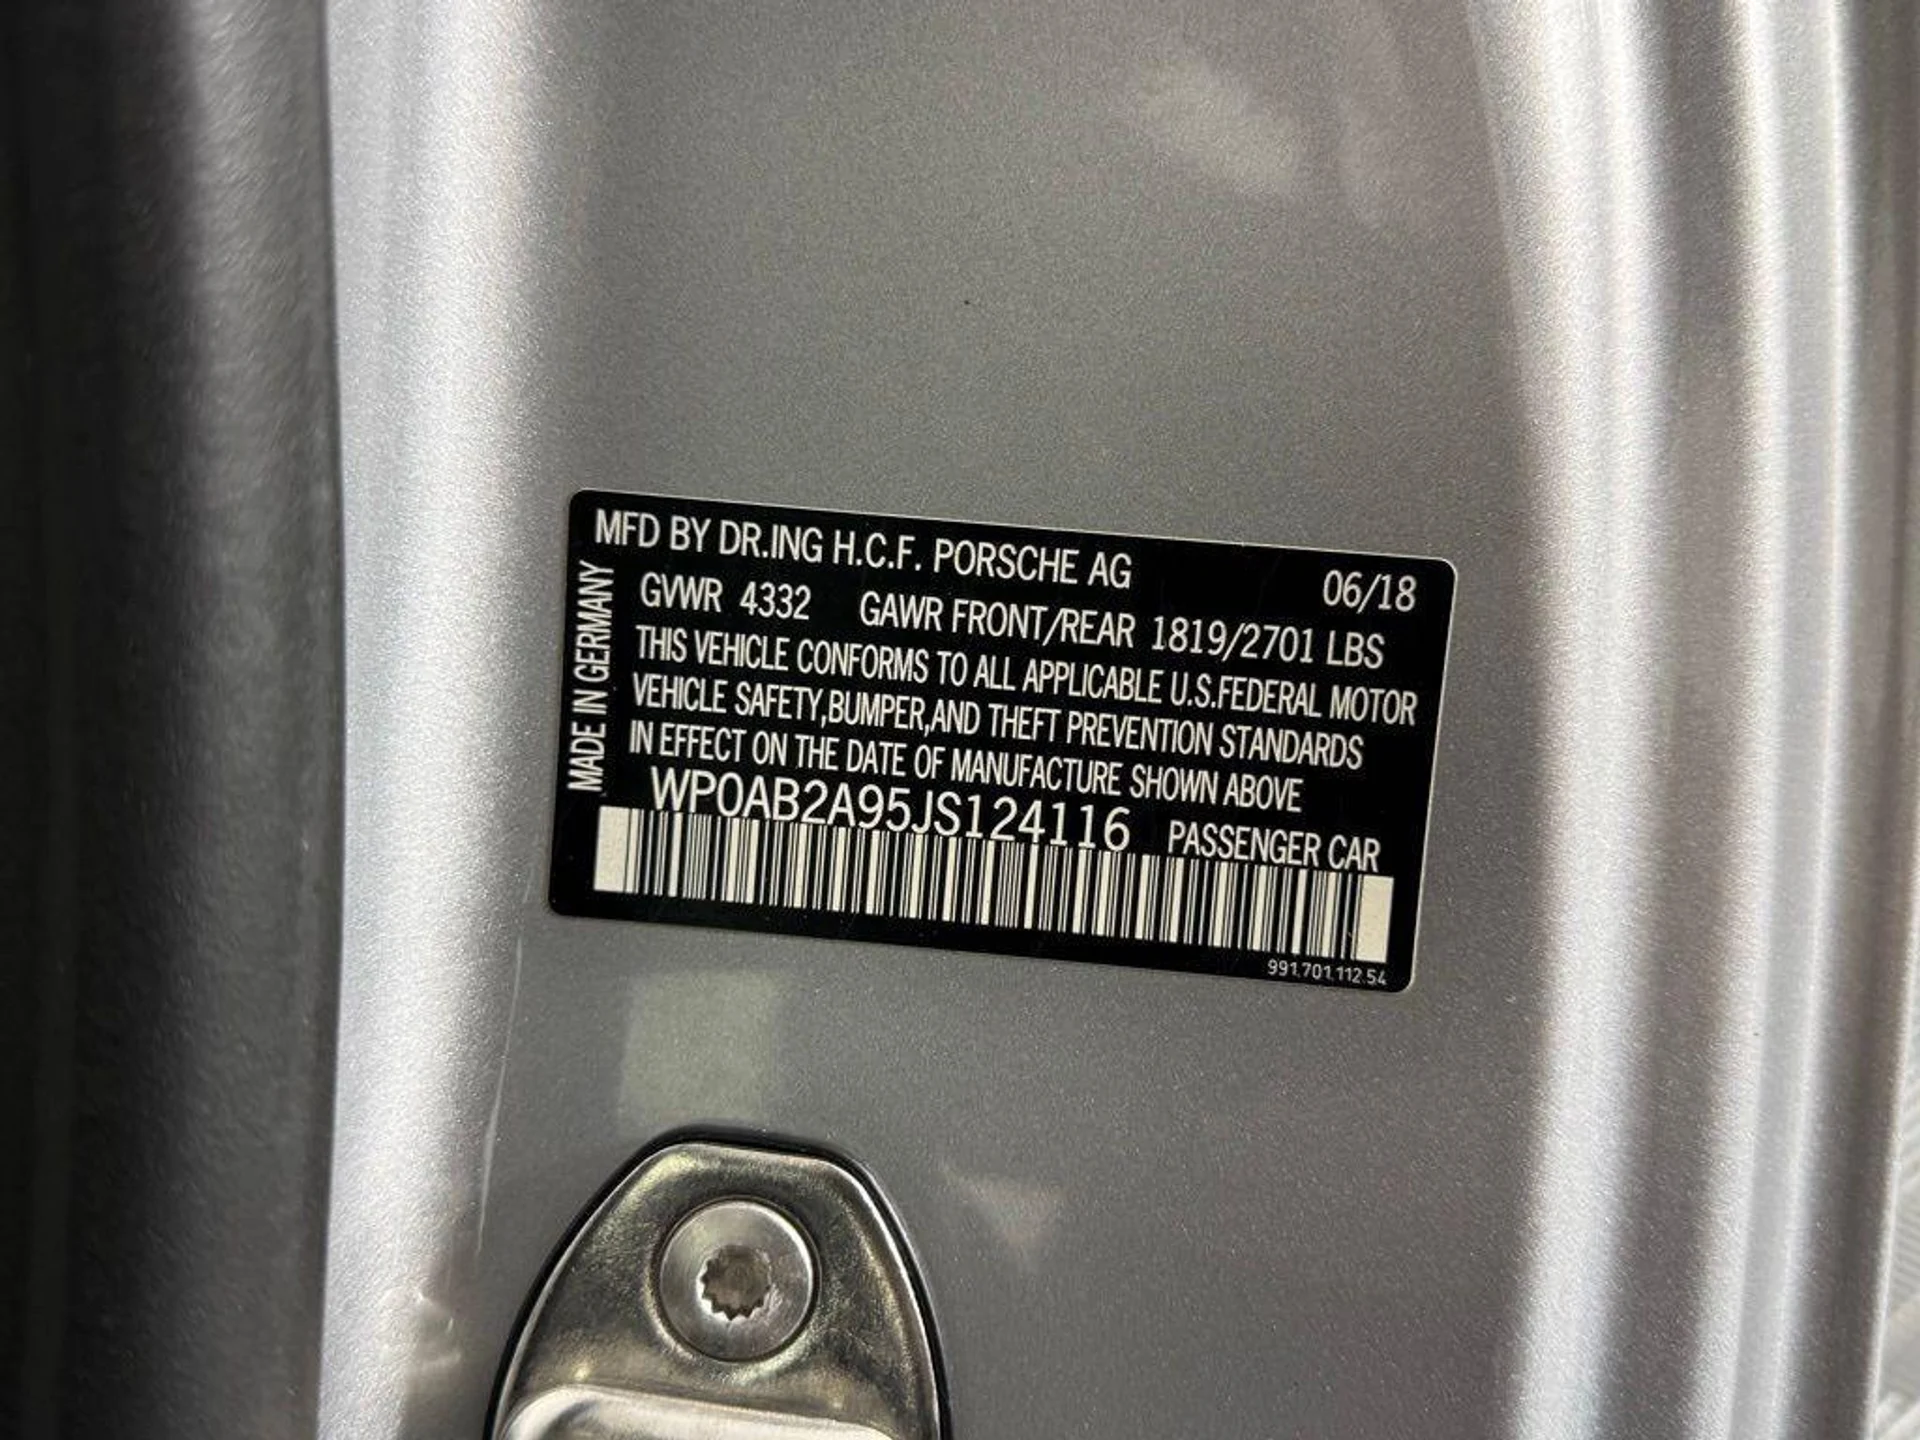 MFD BY DR.ING H.C.F. PORSCHE AG 06/18
GVWR 4332 GAWR FRONT/REAR 1819/2701 LBS
THIS VEHICLE CONFORMS TO ALL APPLICABLE U.S.FEDERAL MOTOR
VEHICLE SAFETY,BUMPER,AND THEFT PREVENTION STANDARDS
IN EFFECT ON THE DATE OF MANUFACTURE SHOWN ABOVE
WP0AB2A95JS124116 PASSENGER CAR
991.701.112.54
MADE IN GERMANY